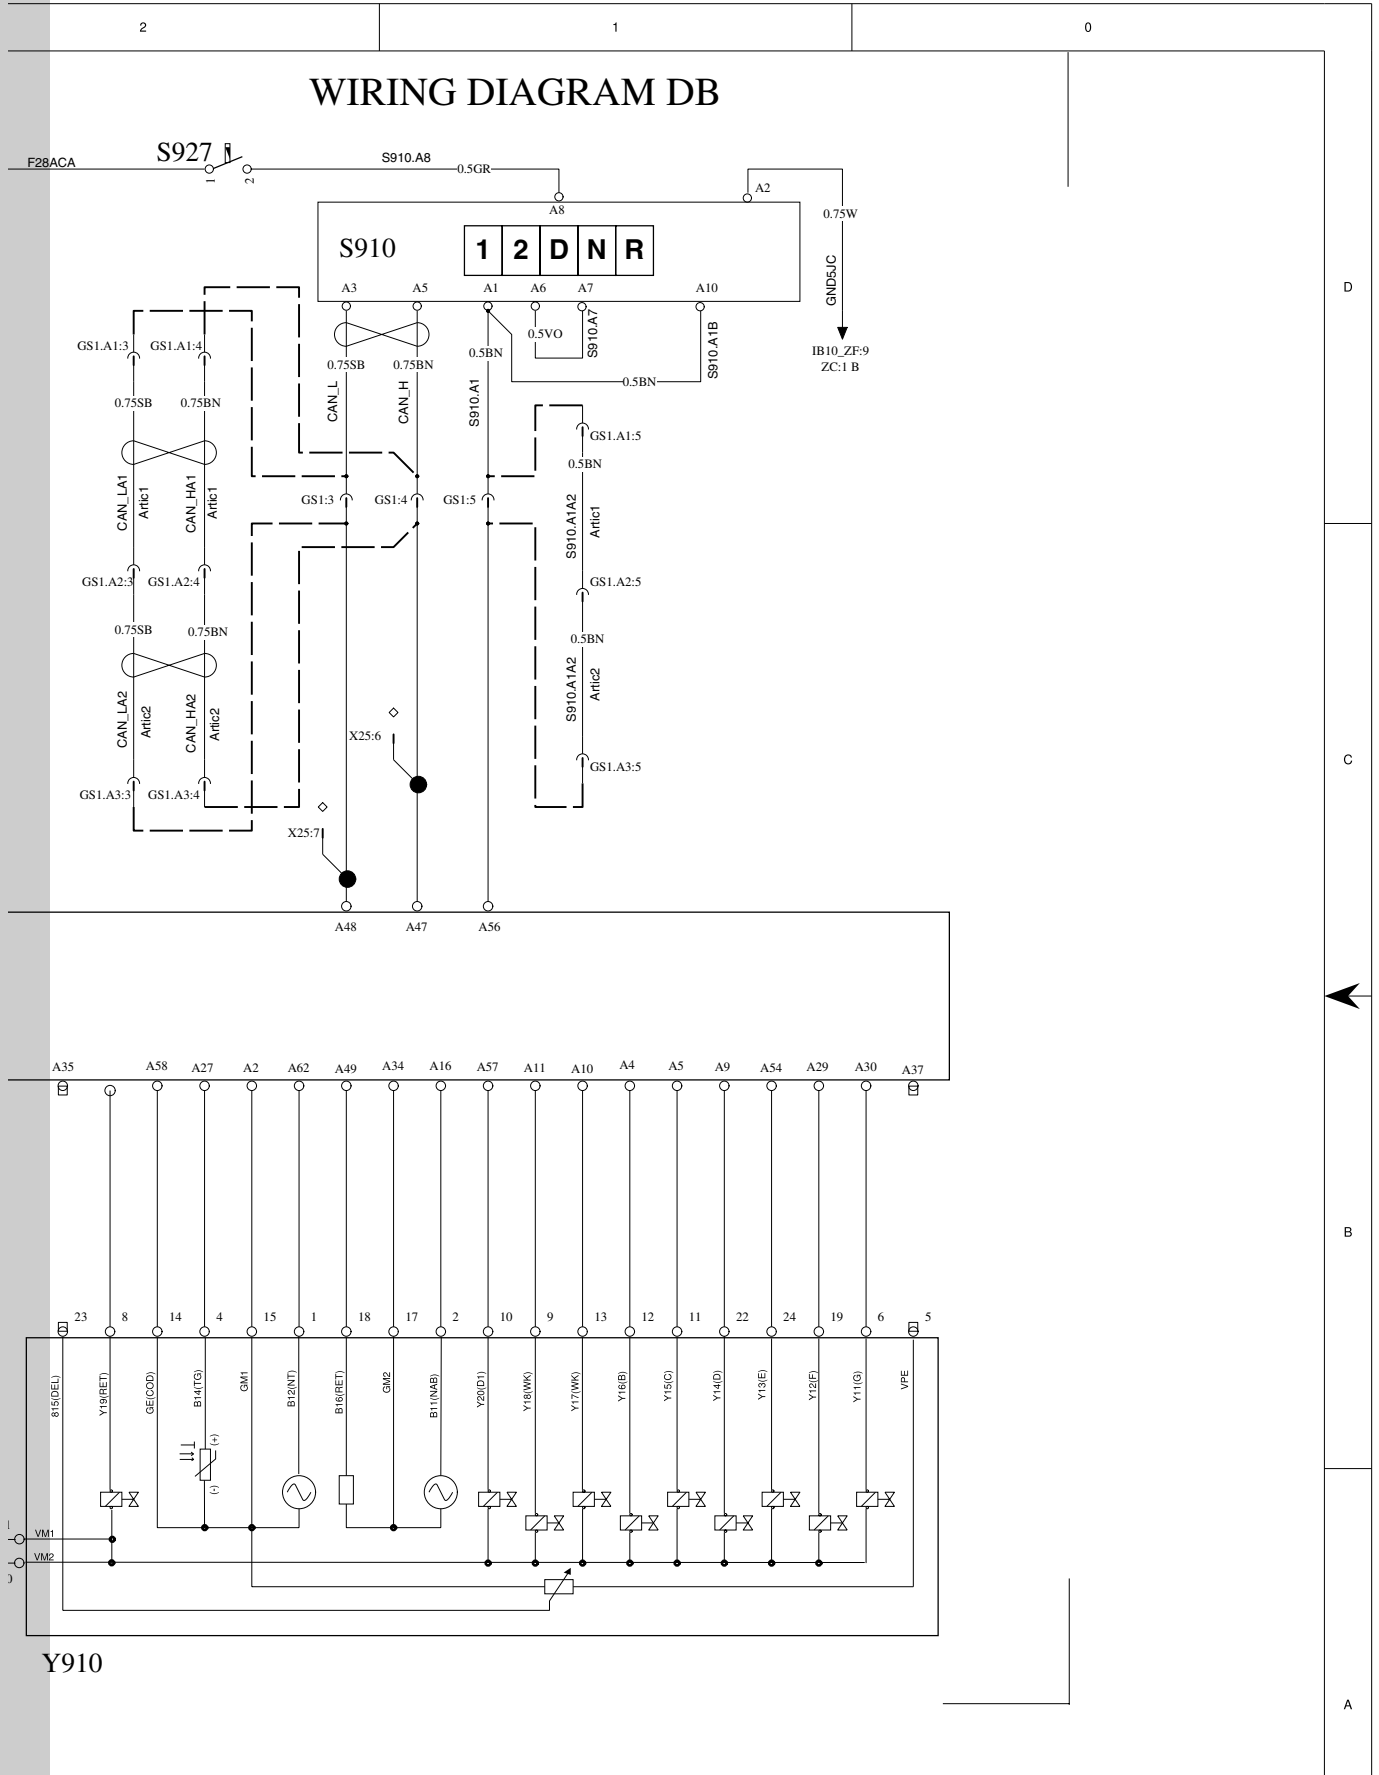 2 1 0
WIRING DIAGRAM DB
F28ACA S927 S910.A8
1 2 0.5GR
A8 A2
0.75W
S910 1 2 D N R
GND5JC
A3 A5 A1 A6 A7 A10
D
0.5VO S910.A7 S910.A1B
GS1.A1:3 GS1.A1:4 0.5BN
IB10_ZF:9
ZC:1 B
0.75SB 0.75BN
0.5BN
CAN_L CAN_H S910.A1
0.75SB 0.75BN
GS1.A1:5
0.5BN
CAN_LA1 Artic1 CAN_HA1 Artic1
GS1:3 GS1:4 GS1:5
S910.A1A2 Artic1
GS1.A2:3 GS1.A2:4 GS1.A2:5
0.75SB 0.75BN 0.5BN
CAN_LA2 Artic2 CAN_HA2 Artic2
S910.A1A2 Artic2
X25:6
GS1.A3:5
C
GS1.A3:3 GS1.A3:4
X25:7
A48 A47 A56
A35 A58 A27 A2 A62 A49 A34 A16 A57 A11 A10 A4 A5 A9 A54 A29 A30 A37
B
23 8 14 4 15 1 18 17 2 10 9 13 12 11 22 24 19 6 5
815(DEL) Y19(RET) GE(COD) B14(TG) GM1 B12(NT) B16(RET) GM2 B11(NAB) Y20(D1) Y18(WK) Y17(WK) Y16(B) Y15(C) Y14(D) Y13(E) Y12(F) Y11(G) VPE
(+)
(-)
VM1
VM2
Y910
A